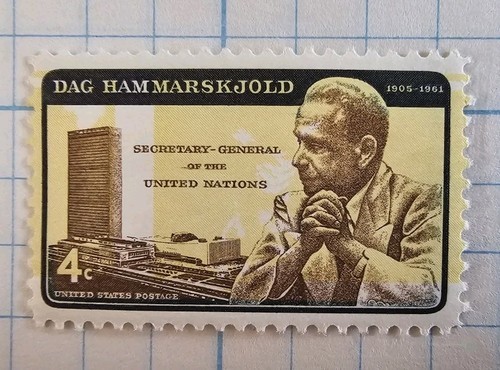 DAG HAMMARSKJOLD
1905-1961
SECRETARY-GENERAL
OF THE
UNITED NATIONS
4c
UNITED STATES POSTAGE